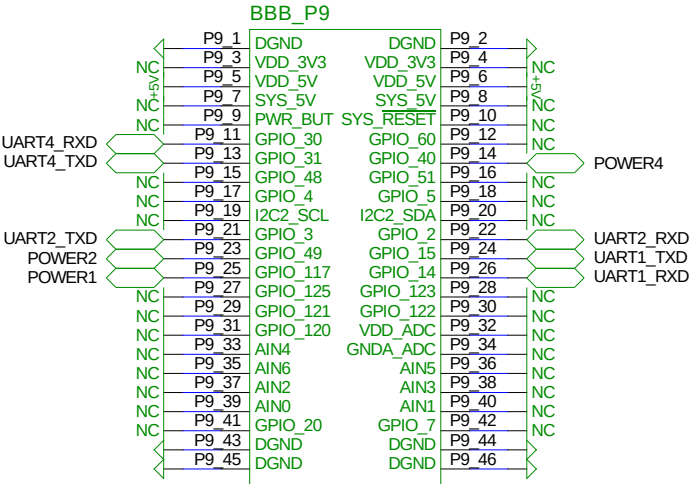 BBB_P9
P9_1 DGND DGND P9_2
NC P9_3 VDD_3V3 VDD_3V3 P9_4 NC
+5V P9_5 VDD_5V VDD_5V P9_6 +5V
NC P9_7 SYS_5V SYS_5V P9_8 NC
NC P9_9 PWR_BUT SYS_RESET P9_10 NC
UART4_RXD P9_11 GPIO_30 GPIO_60 P9_12 NC
UART4_TXD P9_13 GPIO_31 GPIO_40 P9_14 POWER4
NC P9_15 GPIO_48 GPIO_51 P9_16 NC
NC P9_17 GPIO_4 GPIO_5 P9_18 NC
NC P9_19 I2C2_SCL I2C2_SDA P9_20 NC
UART2_TXD P9_21 GPIO_3 GPIO_2 P9_22 UART2_RXD
POWER2 P9_23 GPIO_49 GPIO_15 P9_24 UART1_TXD
POWER1 P9_25 GPIO_117 GPIO_14 P9_26 UART1_RXD
NC P9_27 GPIO_125 GPIO_123 P9_28 NC
NC P9_29 GPIO_121 GPIO_122 P9_30 NC
NC P9_31 GPIO_120 VDD_ADC P9_32 NC
NC P9_33 AIN4 GNDA_ADC P9_34 NC
NC P9_35 AIN6 AIN5 P9_36 NC
NC P9_37 AIN2 AIN3 P9_38 NC
NC P9_39 AIN0 AIN1 P9_40 NC
NC P9_41 GPIO_20 GPIO_7 P9_42 NC
P9_43 DGND DGND P9_44
P9_45 DGND DGND P9_46